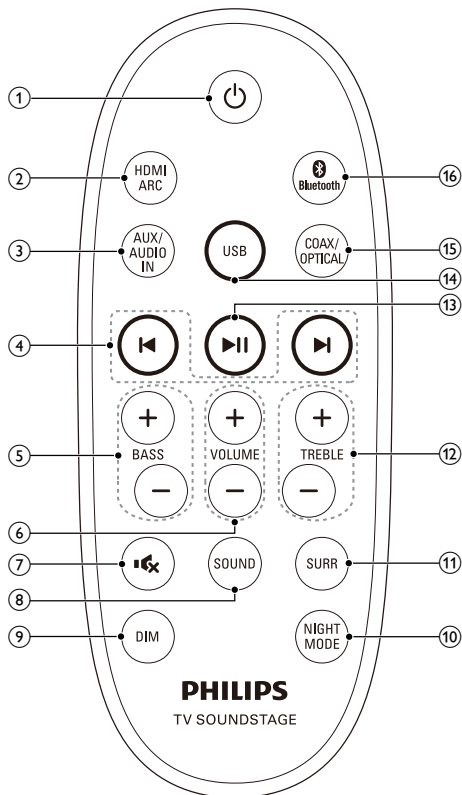 ①
② HDMI ARC
Bluetooth ⑯
③ AUX/ AUDIO IN
USB
COAX/ OPTICAL ⑮
⑭
⑬
④
+ + +
⑤ BASS
VOLUME
TREBLE ⑫
− − −
⑥
⑦
SOUND
SURR ⑪
⑧
⑨ DIM
NIGHT MODE ⑩
PHILIPS
TV SOUNDSTAGE